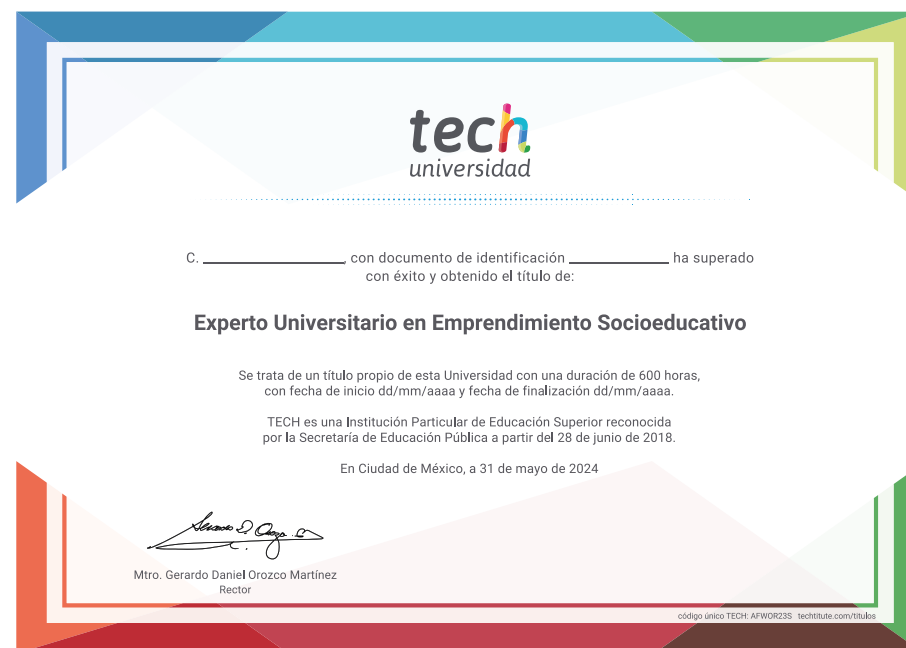 tech
universidad
C. ____________________, con documento de identificación ______________ ha superado
con éxito y obtenido el título de:
Experto Universitario en Emprendimiento Socioeducativo
Se trata de un título propio de esta Universidad con una duración de 600 horas,
con fecha de inicio dd/mm/aaaa y fecha de finalización dd/mm/aaaa.
TECH es una Institución Particular de Educación Superior reconocida
por la Secretaría de Educación Pública a partir del 28 de junio de 2018.
En Ciudad de México, a 31 de mayo de 2024
Mtro. Gerardo Daniel Orozco Martínez
Rector
código único TECH: AFWOR23S techtitute.com/titulos